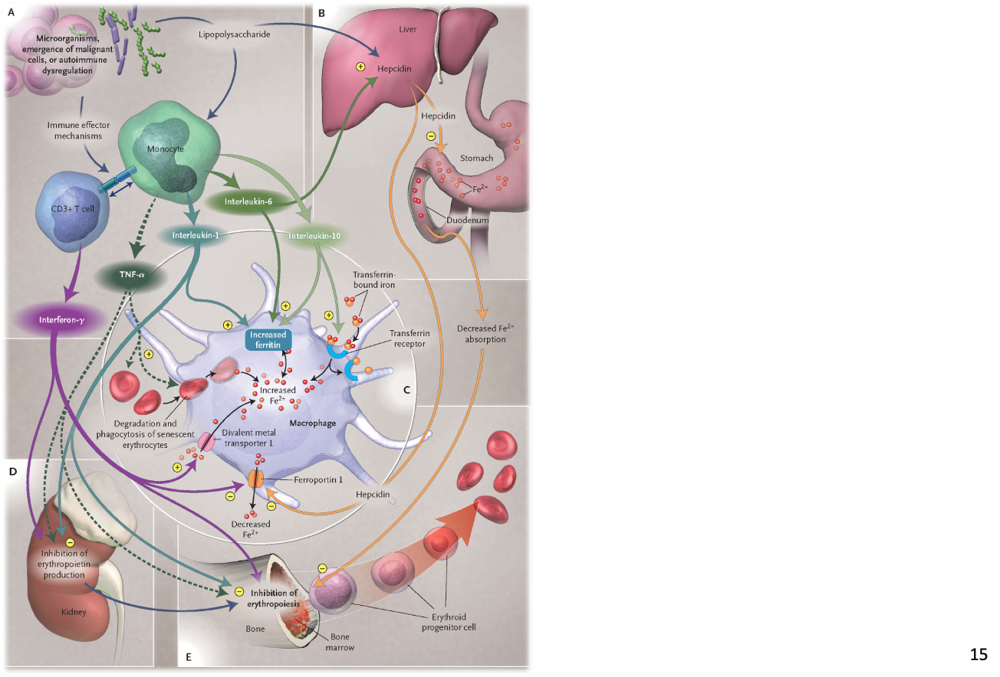 A
Microorganisms,
emergence of malignant
cells, or autoimmune
dysregulation
Lipopolysaccharide
Immune effector
mechanisms
Monocyte
CD3+ T cell
Interleukin-6
Interleukin-1
Interleukin-10
TNF-α
Interferon-γ
B
Liver
+
Hepcidin
Hepcidin
−
Stomach
Fe2+
Duodenum
Decreased Fe2+
absorption
Transferrin-
bound iron
+
+
+
Increased
ferritin
Transferrin
receptor
+
Increased
Fe2+
C
Macrophage
Degradation and
phagocytosis of senescent
erythrocytes
Divalent metal
transporter 1
+
Ferroportin 1
−
−
Hepcidin
Decreased
Fe2+
D
−
Inhibition of
erythropoietin
production
Kidney
−
−
Inhibition of
erythropoiesis
Bone
Bone
marrow
Erythroid
progenitor cell
E
15